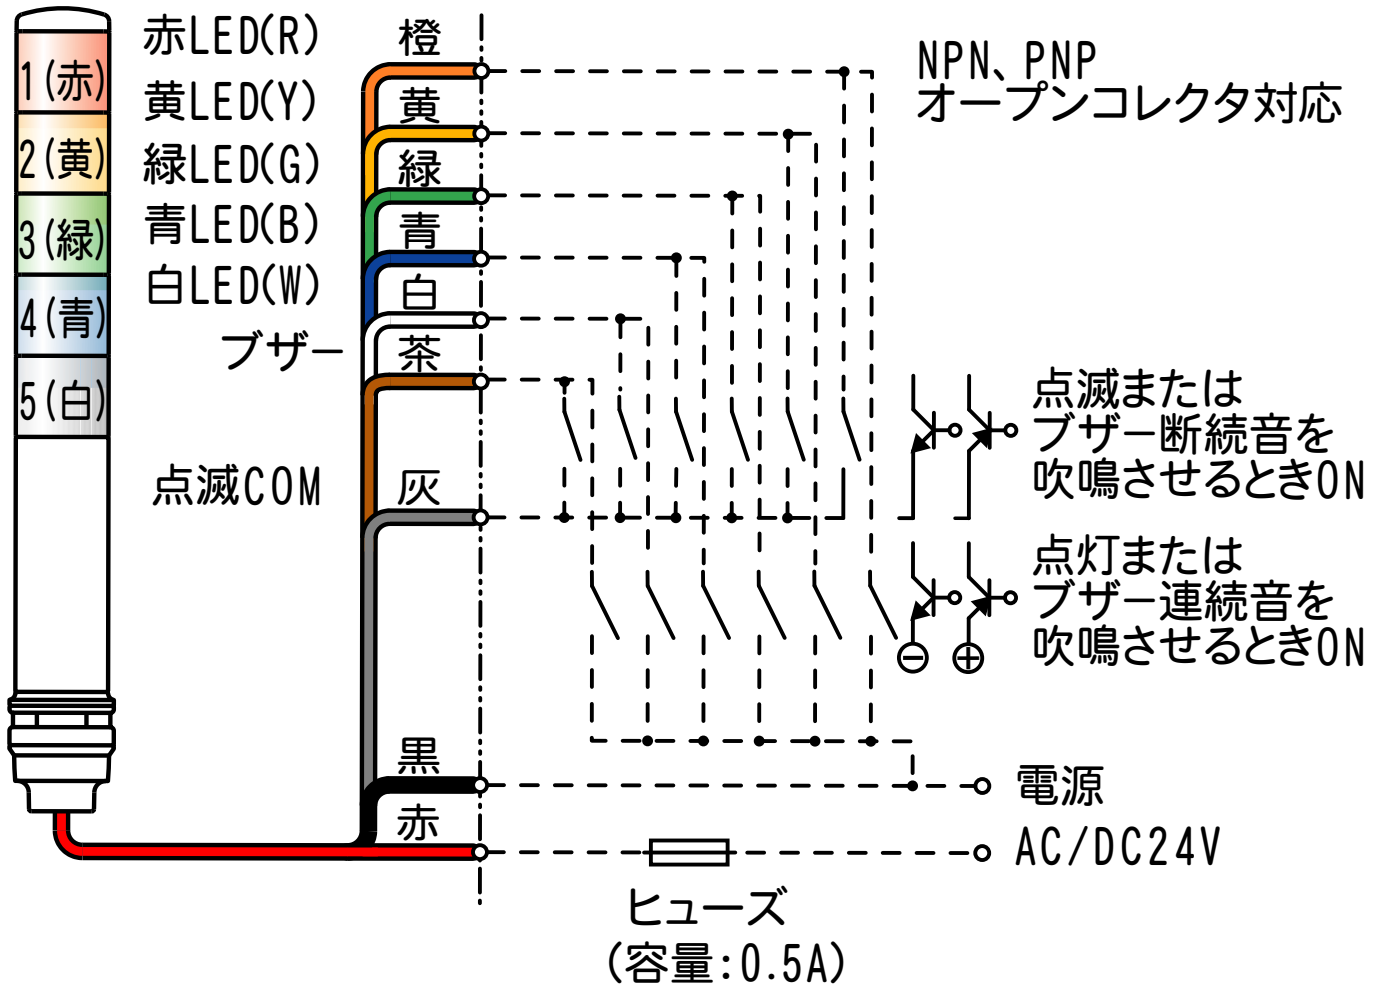 1(赤)
2(黄)
3(緑)
4(青)
5(白)
赤LED(R)
黄LED(Y)
緑LED(G)
青LED(B)
白LED(W)
ブザー
点滅COM
橙
黄
緑
青
白
茶
灰
黒
赤
NPN、PNP
オープンコレクタ対応
点滅または
ブザー断続音を
吹鳴させるときON
点灯または
ブザー連続音を
吹鳴させるときON
電源
AC/DC24V
ヒューズ
(容量:0.5A)